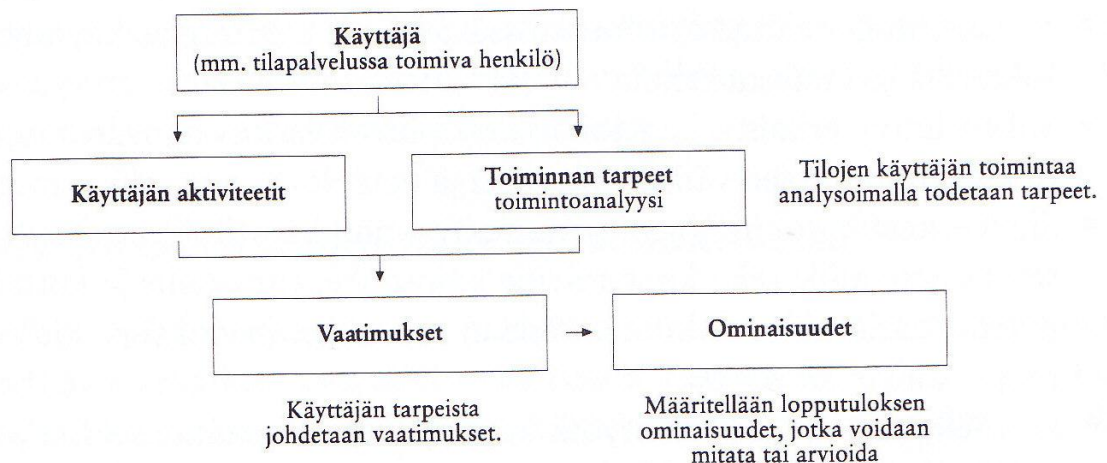 Käyttäjä
(mm. tilapalvelussa toimiva henkilö)
Käyttäjän aktiviteetit
Toiminnan tarpeet
toimintoanalyysi
Tilojen käyttäjän toimintaa
analysoimalla todetaan tarpeet.
Vaatimukset
Ominaisuudet
Käyttäjän tarpeista
johdetaan vaatimukset.
Määritellään lopputuloksen
ominaisuudet, jotka voidaan
mitata tai arvioida